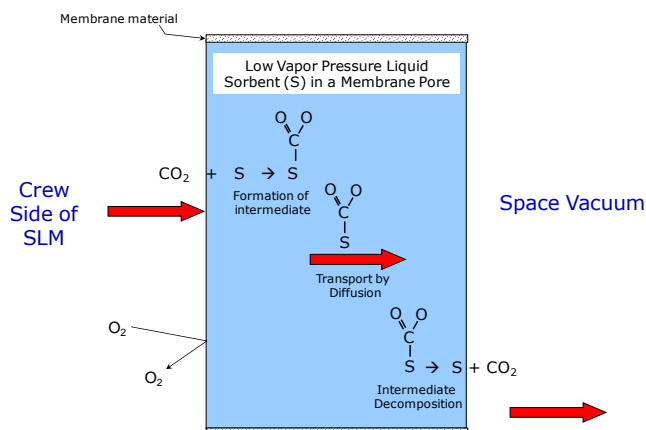 Membrane material
Low Vapor Pressure Liquid
Sorbent (S) in a Membrane Pore
O O
C
CO₂ + S → S
Formation of
intermediate
Crew
Side of
SLM
O O
C
S
Space Vacuum
Transport by
Diffusion
O₂
O₂
O O
C
S → S + CO₂
Intermediate
Decomposition